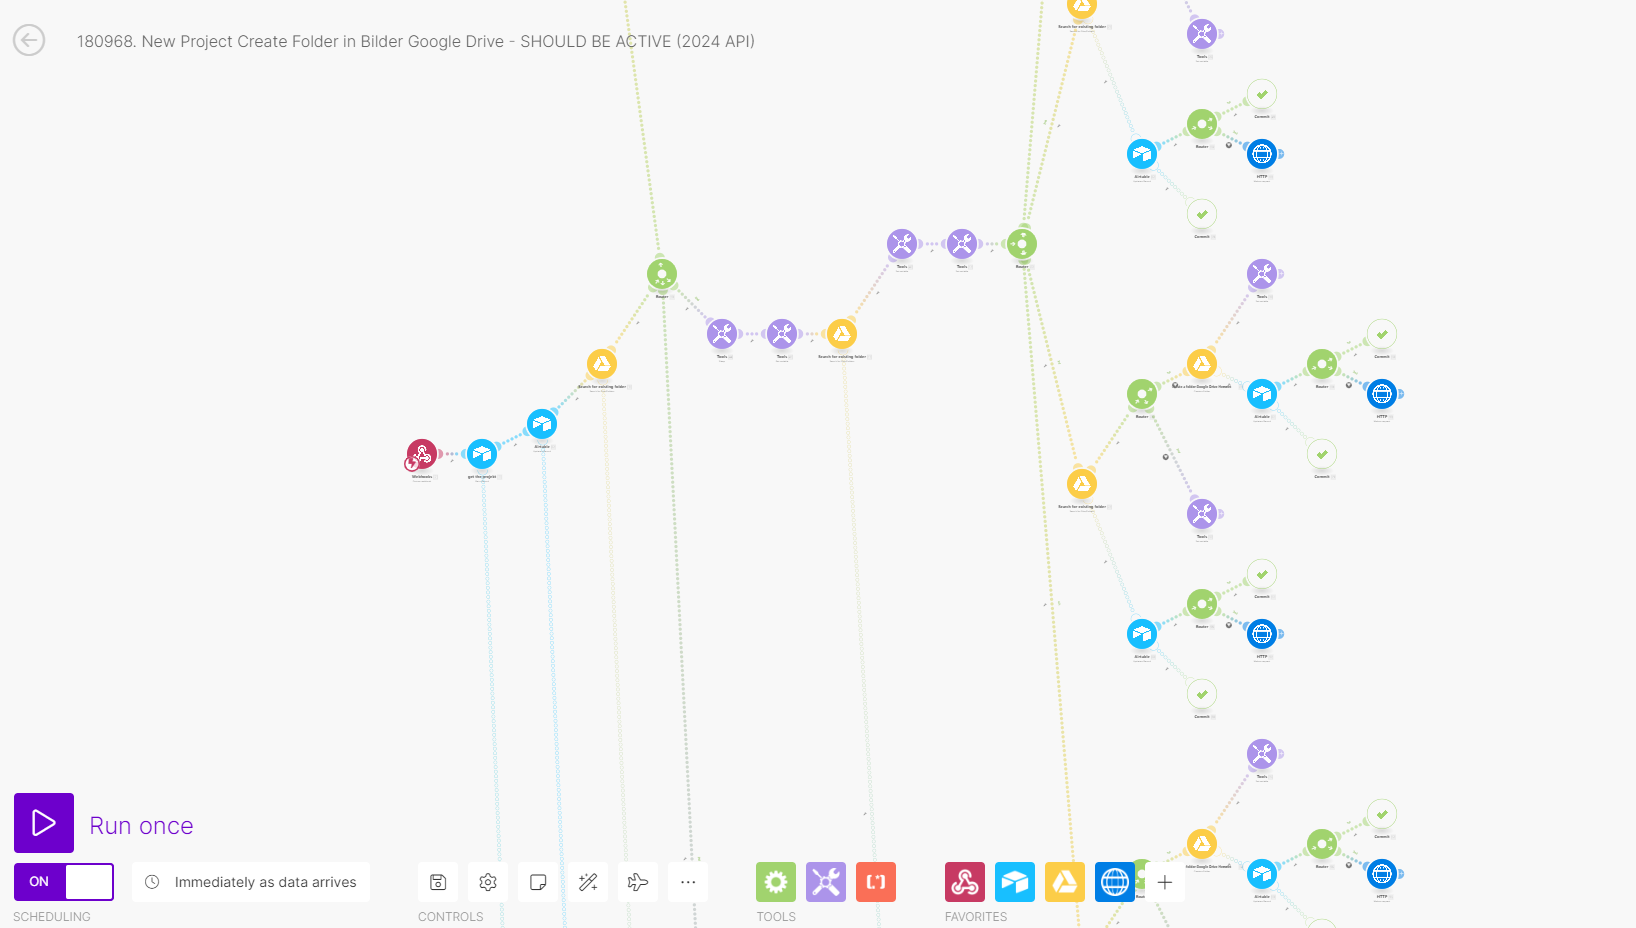 180968. New Project Create Folder in Bilder Google Drive - SHOULD BE ACTIVE (2024 API)
Search for existing folder
Tools
Commit
Router
Airtable
HTTP
Commit
Tools
Tools
Router
Tools
Router
Tools
Tools
Search for existing folder
Commit
Search for existing folder
Router
Router
Airtable
HTTP
Airtable
Webhooks
get the projekt
Commit
Search for existing folder
Tools
Commit
Router
Airtable
HTTP
Commit
Tools
Commit
Router
Airtable
HTTP
Run once
ON
Immediately as data arrives
SCHEDULING
CONTROLS
TOOLS
FAVORITES